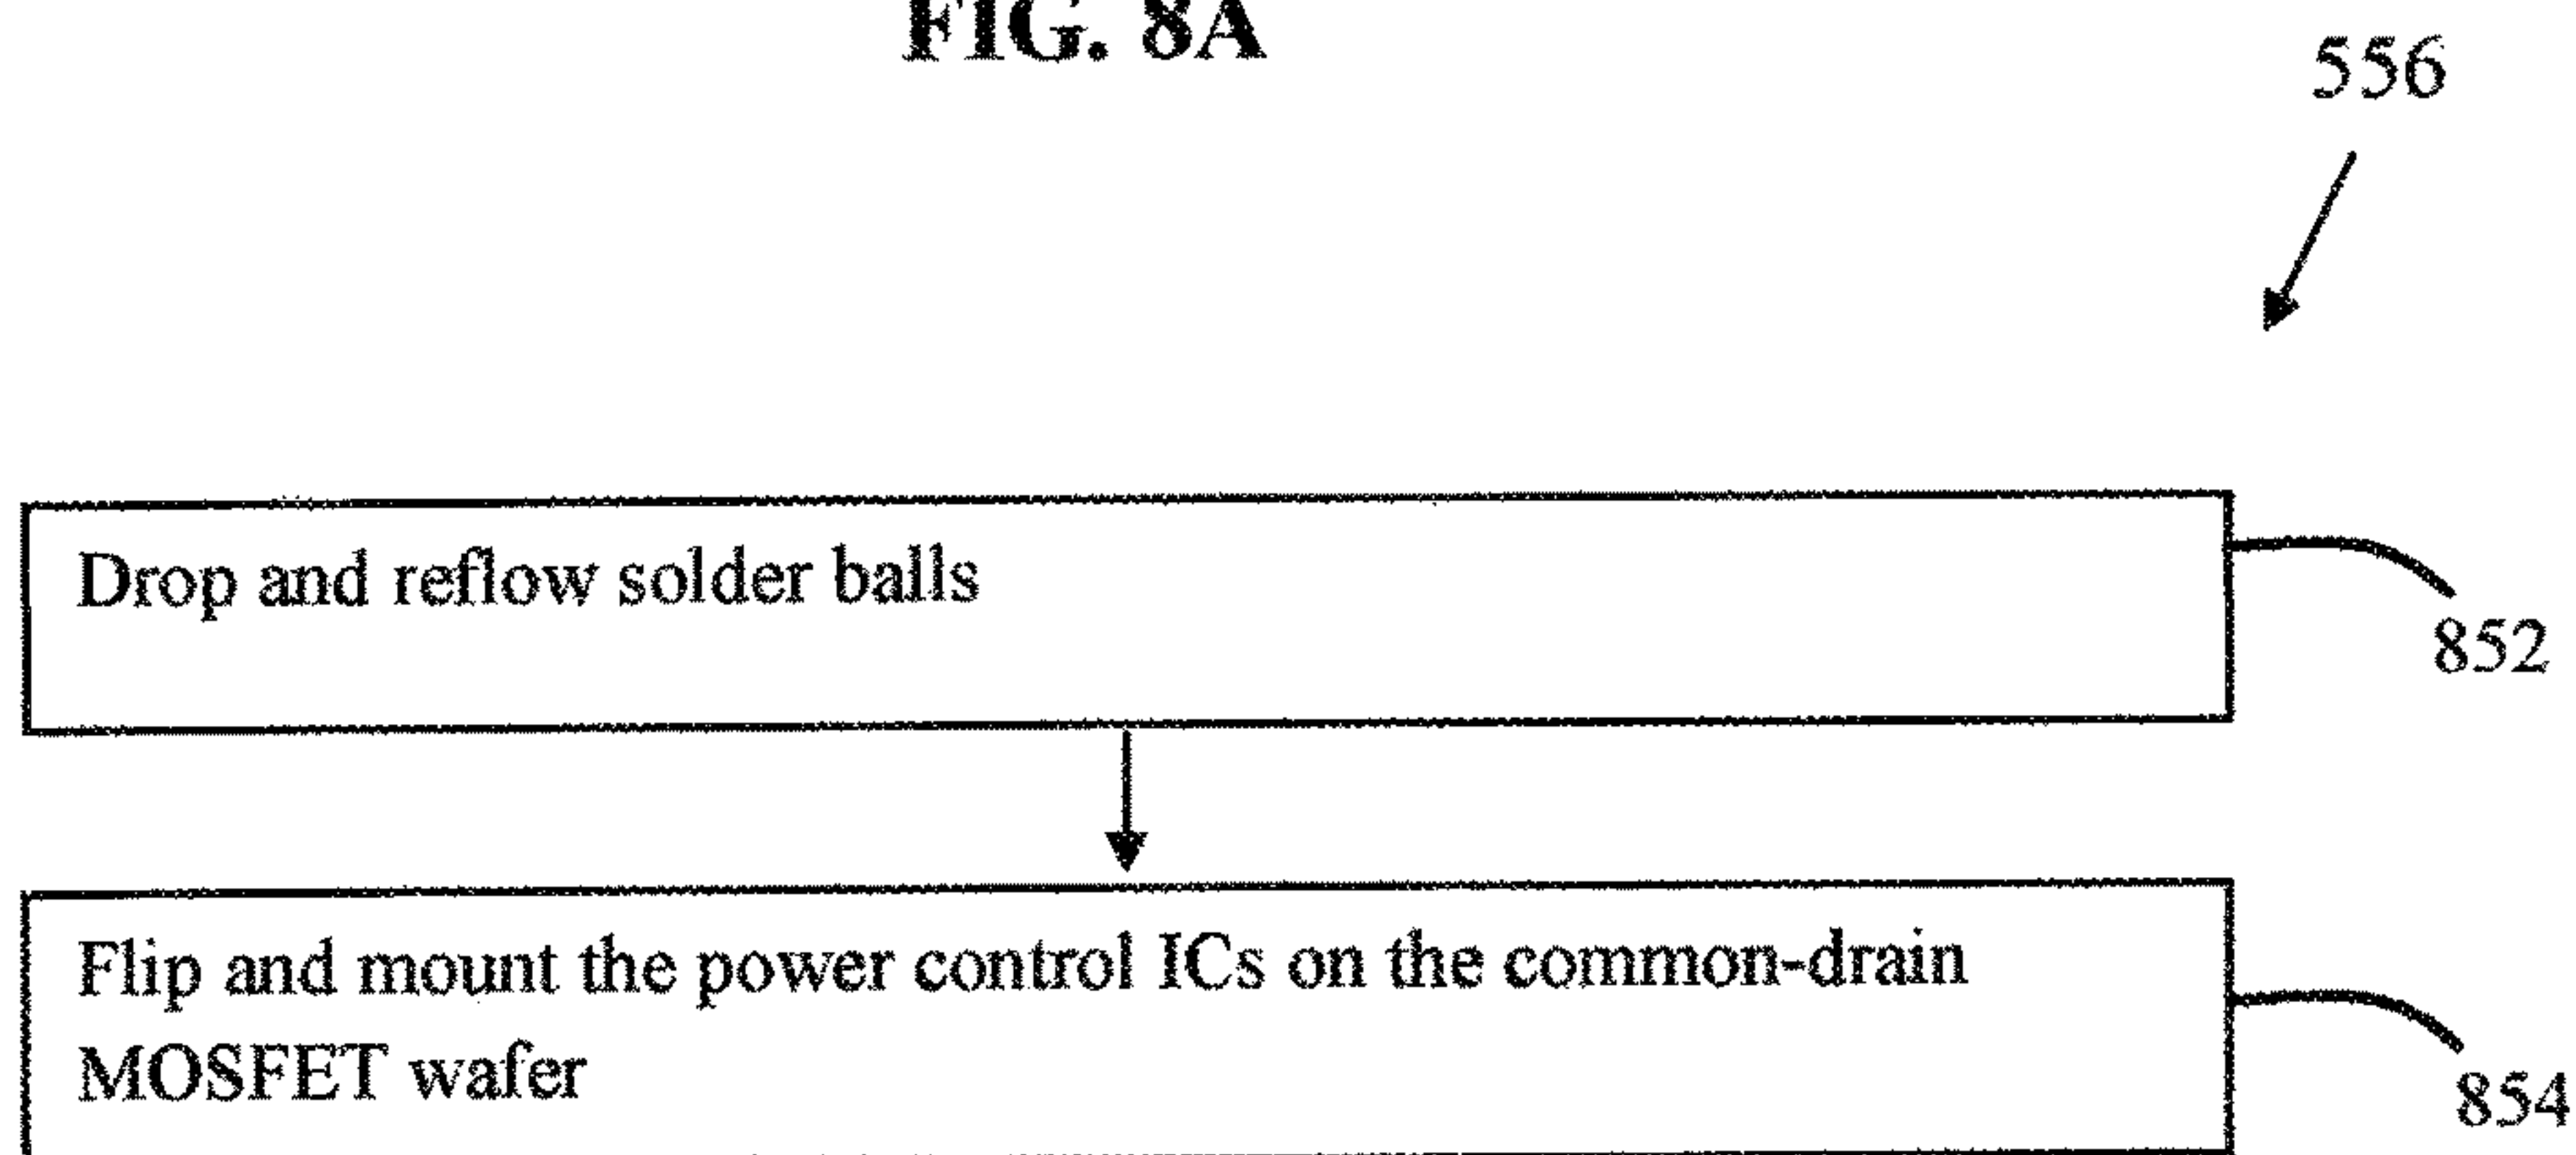 FIG. 8A
556
Drop and reflow solder balls
852
Flip and mount the power control ICs on the common-drain
MOSFET wafer
854